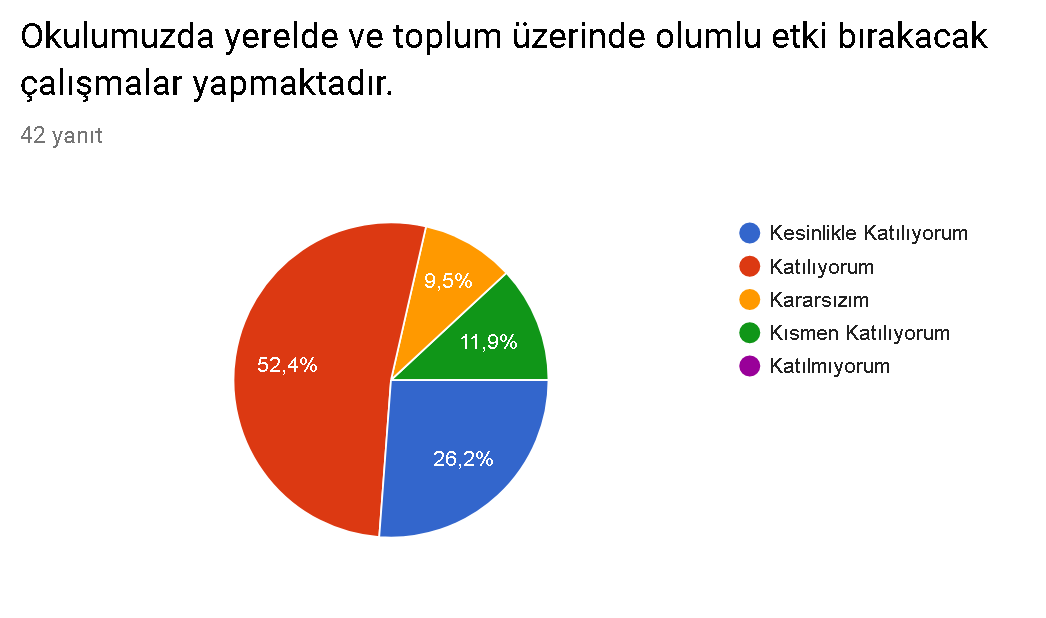 Okulumuzda yerelde ve toplum üzerinde olumlu etki bırakacak
çalışmalar yapmaktadır.
42 yanıt
Kesinlikle Katılıyorum
Katılıyorum
Kararsızım
Kısmen Katılıyorum
Katılmıyorum
9,5%
11,9%
52,4%
26,2%